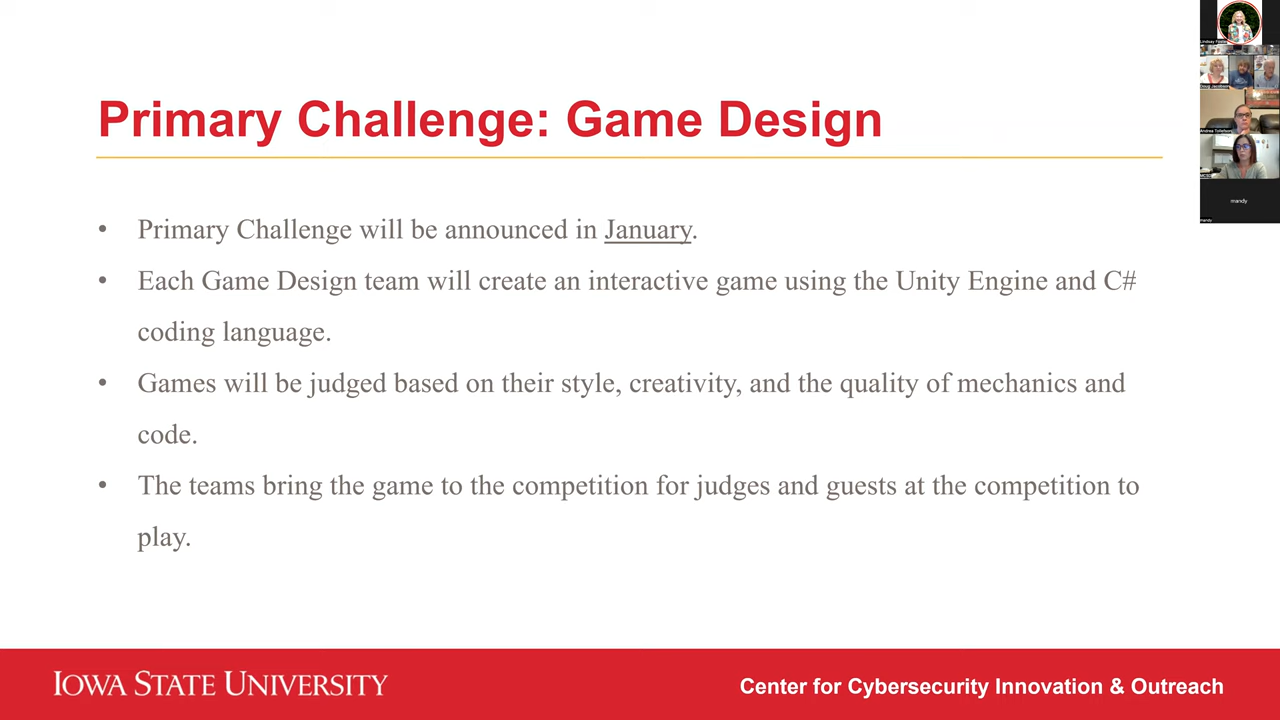 Primary Challenge: Game Design
• Primary Challenge will be announced in January.
• Each Game Design team will create an interactive game using the Unity Engine and C#
coding language.
• Games will be judged based on their style, creativity, and the quality of mechanics and
code.
• The teams bring the game to the competition for judges and guests at the competition to
play.
IOWA STATE UNIVERSITY
Center for Cybersecurity Innovation & Outreach
mandy
mandy